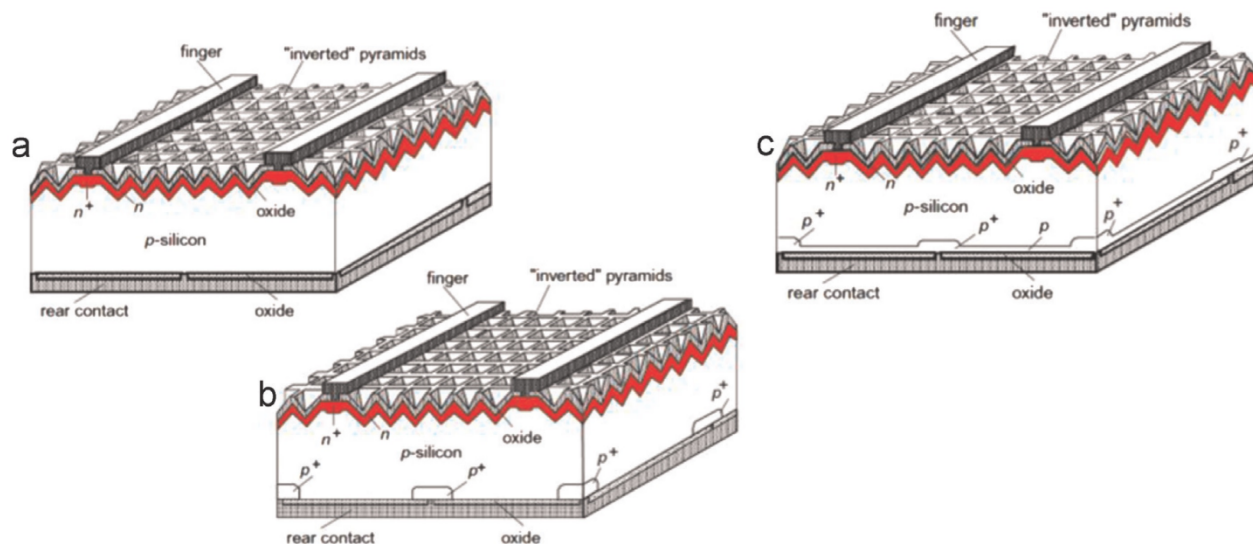 a
finger
"inverted" pyramids
n+
n
oxide
p-silicon
rear contact
oxide
b
finger
"inverted" pyramids
n+
n
oxide
p-silicon
p+
p+
p+
p+
rear contact
oxide
c
finger
"inverted" pyramids
n+
n
oxide
p-silicon
p+
p+
p
p+
p+
rear contact
oxide